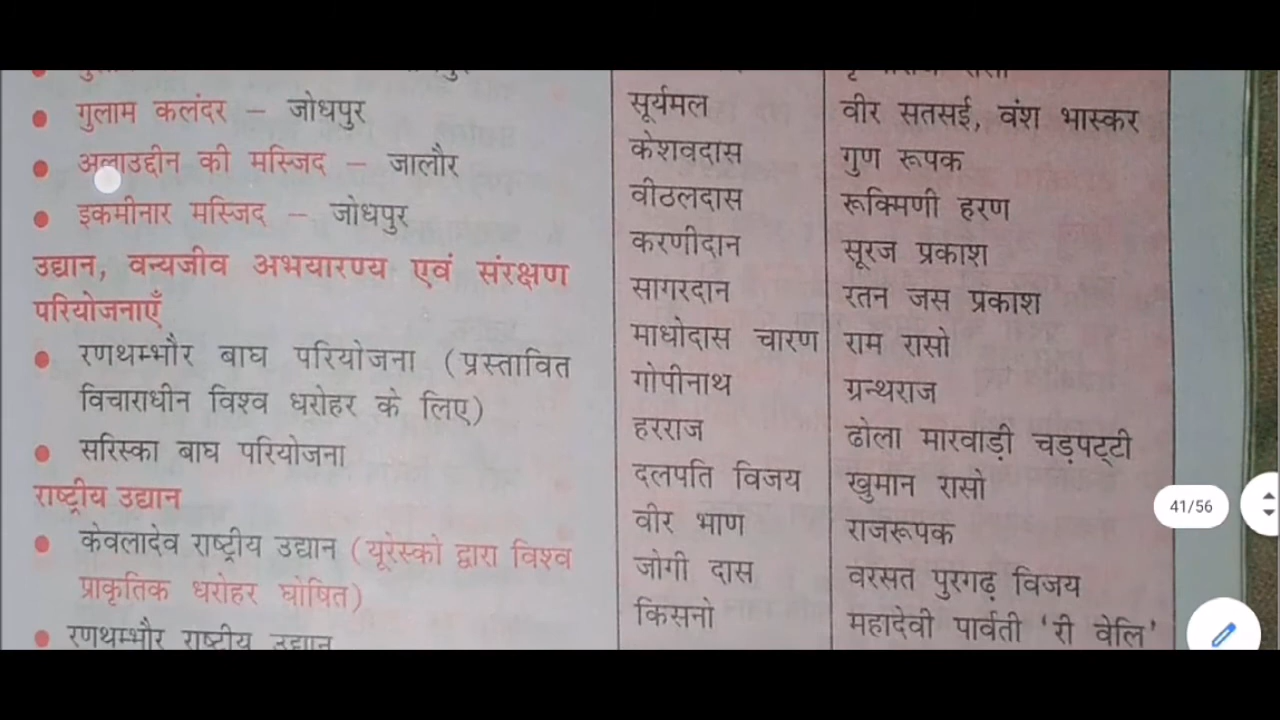 गुलाम कलंदर – जोधपुर
अलाउद्दीन की मस्जिद – जालौर
इकमीनार मस्जिद – जोधपुर
उद्यान, वन्यजीव अभयारण्य एवं संरक्षण
परियोजनाएँ
रणथम्भौर बाघ परियोजना (प्रस्तावित
विचाराधीन विश्व धरोहर के लिए)
सरिस्का बाघ परियोजना
राष्ट्रीय उद्यान
केवलादेव राष्ट्रीय उद्यान (यूरेस्को द्वारा विश्व
प्राकृतिक धरोहर घोषित)
रणथम्भौर राष्ट्रीय उद्यान
सूर्यमल वीर सतसई, वंश भास्कर
केशवदास गुण रूपक
वीठलदास रूक्मिणी हरण
करणीदान सूरज प्रकाश
सागरदान रतन जस प्रकाश
माधोदास चारण राम रासो
गोपीनाथ ग्रन्थराज
हरराज ढोला मारवाड़ी चड़पट्टी
दलपति विजय खुमान रासो
वीर भाण राजरूपक
जोगी दास वरसत पुरगढ़ विजय
किसनो महादेवी पार्वती 'री वेलि'
41/56